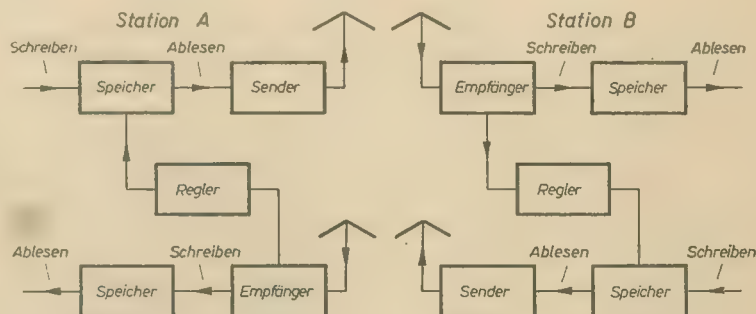 Station A
Station B
Schreiben
Ablesen
Schreiben
Ablesen
Speicher
Sender
Empfänger
Speicher
Regler
Regler
Ablesen
Schreiben
Ablesen
Schreiben
Speicher
Empfänger
Sender
Speicher